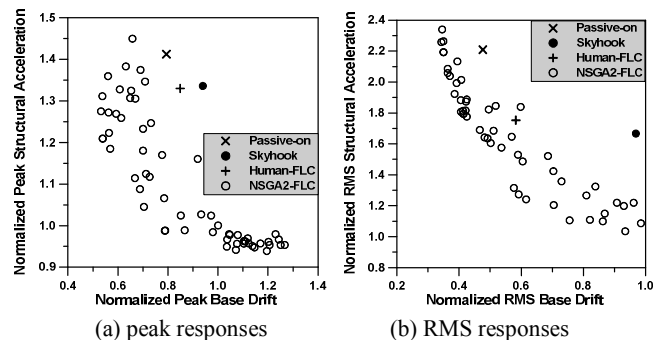 1.5
1.4
1.3
1.2
1.1
1.0
0.9
Normalized Peak Structural Acceleration
Passive-on
Skyhook
Human-FLC
NSGA2-FLC
0.4 0.6 0.8 1.0 1.2 1.4
Normalized Peak Base Drift
(a) peak responses
2.4
2.2
2.0
1.8
1.6
1.4
1.2
1.0
0.8
Normalized RMS Structural Acceleration
Passive-on
Skyhook
Human-FLC
NSGA2-FLC
0.2 0.4 0.6 0.8 1.0
Normalized RMS Base Drift
(b) RMS responses